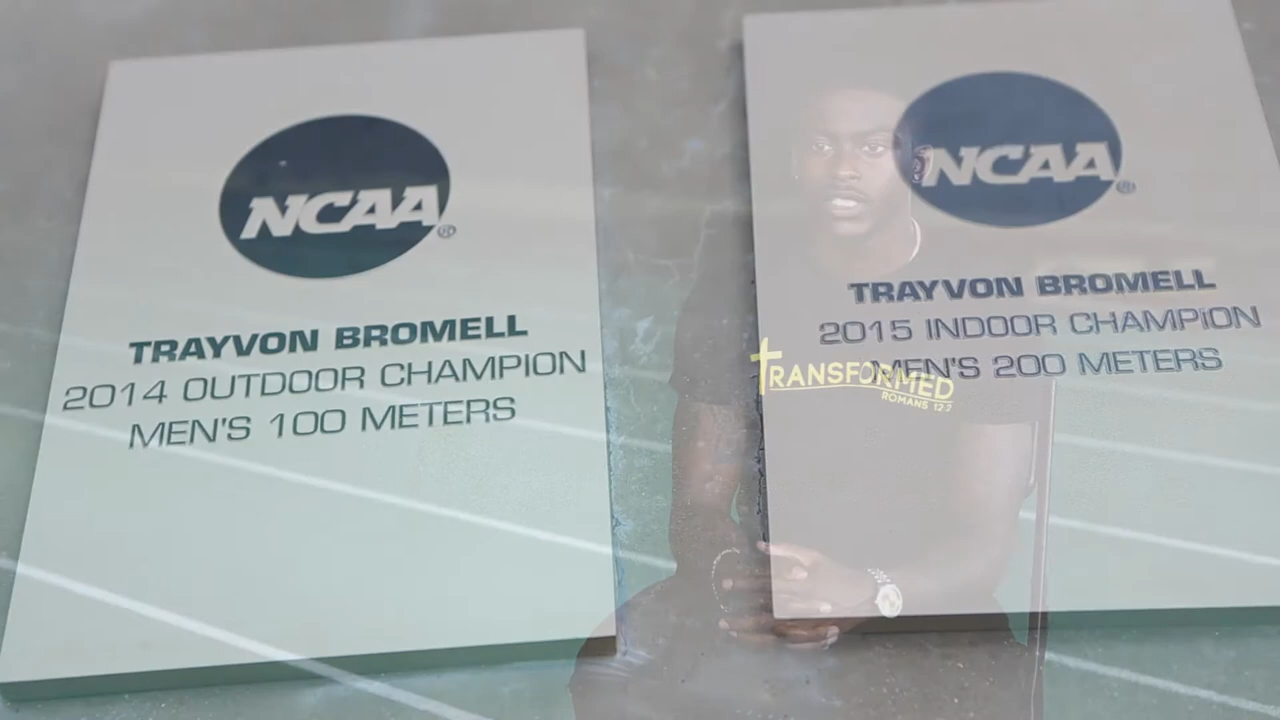 NCAA®
TRAYVON BROMELL
2014 OUTDOOR CHAMPION
MEN'S 100 METERS
NCAA®
TRAYVON BROMELL
2015 INDOOR CHAMPION
MEN'S 200 METERS
TRANSFORMED
ROMANS 12:2